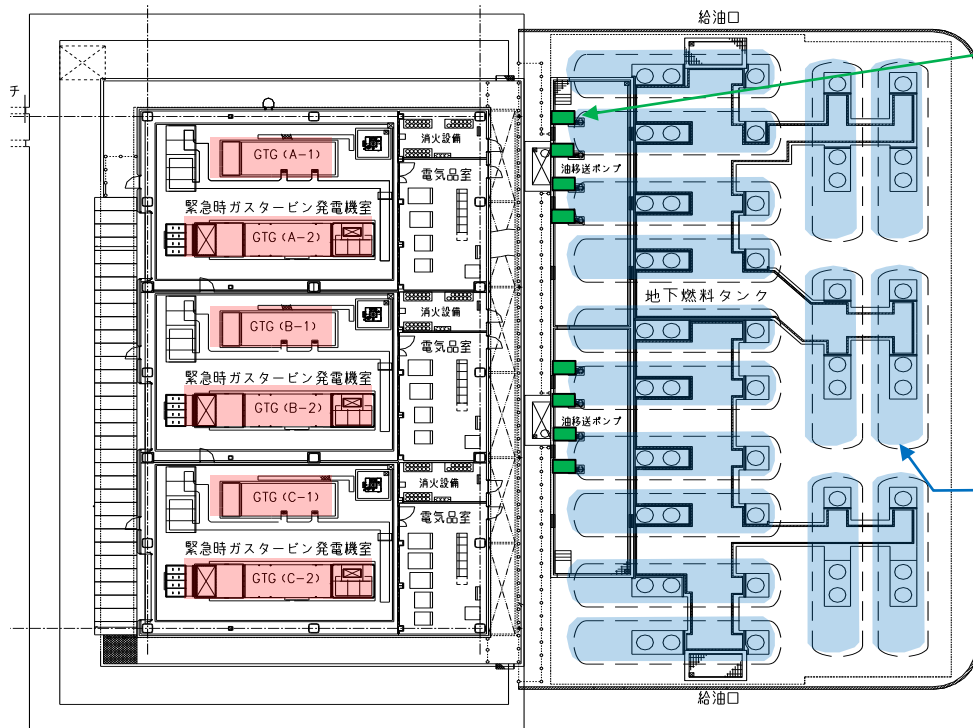 給油口
チ
消火設備
GTG (A-1)
電気品室
油移送ポンプ
緊急時ガスタービン発電機室
GTG (A-2)
地下燃料タンク
消火設備
GTG (B-1)
電気品室
緊急時ガスタービン発電機室
GTG (B-2)
油移送ポンプ
消火設備
GTG (C-1)
電気品室
緊急時ガスタービン発電機室
GTG (C-2)
給油口